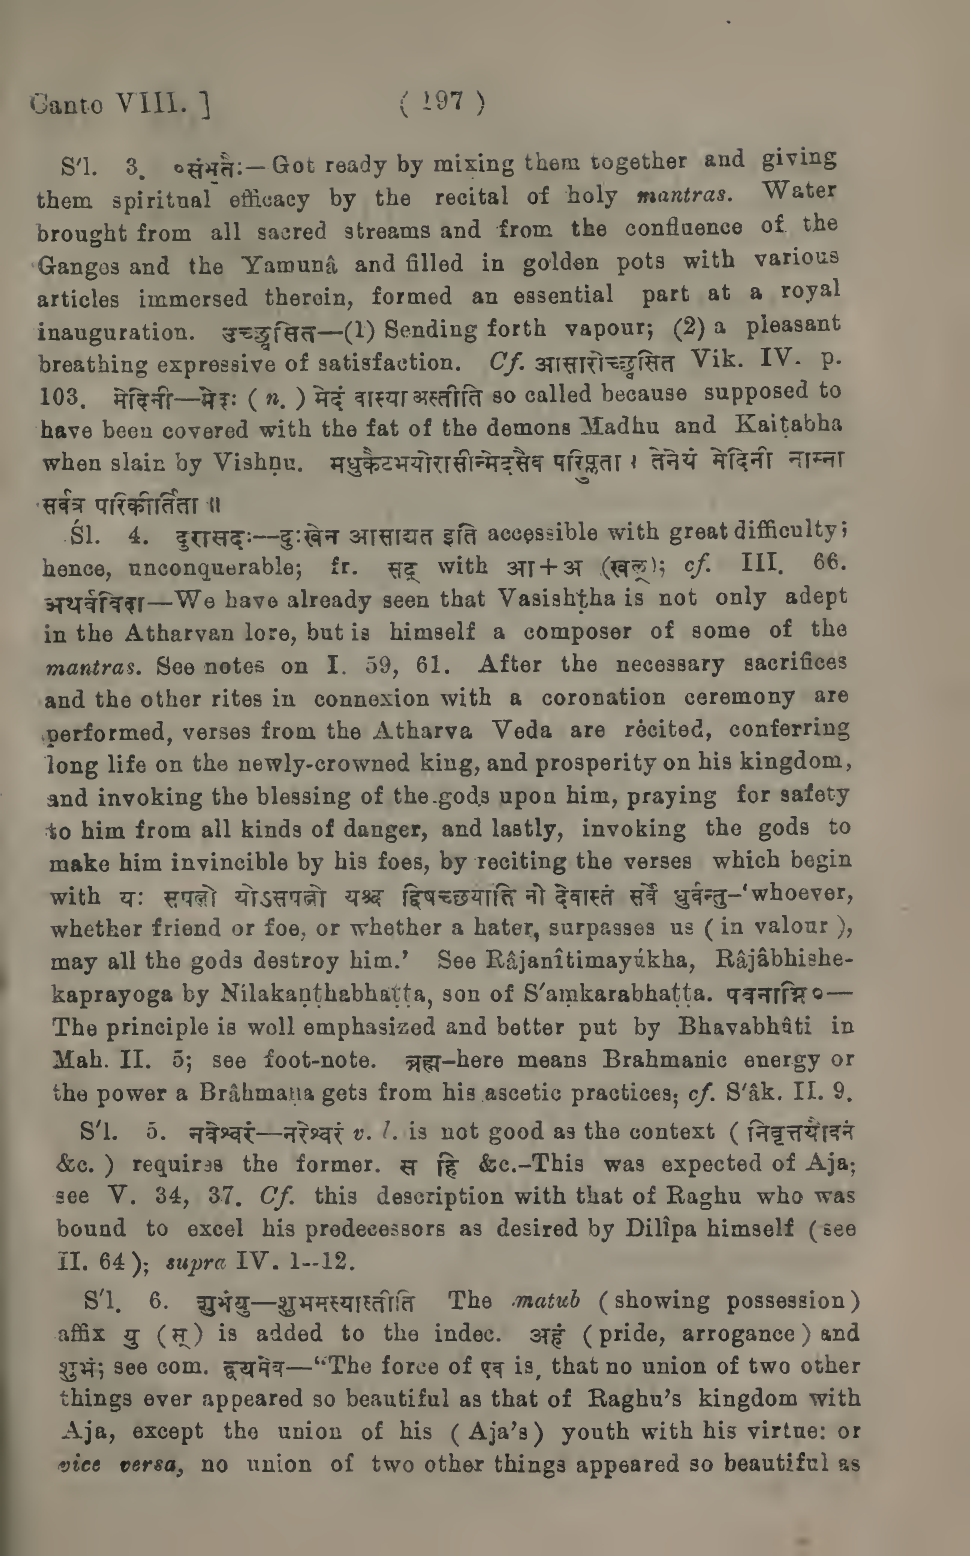 Canto VIII. ] ( 197 )
S'l. 3. ०संभृतैः:—Got ready by mixing them together and giving
them spiritual efficacy by the recital of holy mantras. Water
brought from all sacred streams and from the confluence of the
Ganges and the Yamunâ and filled in golden pots with various
articles immersed therein, formed an essential part at a royal
inauguration. उच्छ्वसित—(1) Sending forth vapour; (2) a pleasant
breathing expressive of satisfaction. Cf. आसारोच्छ्वसित Vik. IV. p.
103. मेदिनी—मेदः ( n. ) मेदं वास्या अस्तीति so called because supposed to
have been covered with the fat of the demons Madhu and Kaiṭabha
when slain by Vishṇu. मधुकैटभयोरासीन्मेदसैव परिप्लुता । तेनेयं मेदिनी नाम्ना
सर्वत्र परिकीर्तिता ॥
Śl. 4. दुरासदः—दुःखेन आसाद्यत इति accessible with great difficulty;
hence, unconquerable; fr. सद् with आ+अ (खल्); cf. III. 66.
अथर्वविदा—We have already seen that Vasishṭha is not only adept
in the Atharvan lore, but is himself a composer of some of the
mantras. See notes on I. 59, 61. After the necessary sacrifices
and the other rites in connexion with a coronation ceremony are
performed, verses from the Atharva Veda are recited, conferring
long life on the newly-crowned king, and prosperity on his kingdom,
and invoking the blessing of the gods upon him, praying for safety
to him from all kinds of danger, and lastly, invoking the gods to
make him invincible by his foes, by reciting the verses which begin
with यः सपत्नो योऽसपत्नो यश्च द्विषच्छपाति नो देवास्तं सर्वे धुर्वन्तु–‘whoever,
whether friend or foe, or whether a hater, surpasses us ( in valour ),
may all the gods destroy him.’ See Râjanîtimayúkha, Râjâbhishe-
kaprayoga by Nilakaṇṭhabhaṭṭa, son of S'aṃkarabhaṭṭa. पवनाग्नि०—
The principle is well emphasized and better put by Bhavabhûti in
Mah. II. 5; see foot-note. ब्रह्म–here means Brahmanic energy or
the power a Brâhmaṇa gets from his ascetic practices; cf. S'âk. II. 9.
S'l. 5. नवेश्वरं—नरेश्वरं v. l. is not good as the context ( निवृत्तयौवनं
&c. ) requires the former. स हि &c.–This was expected of Aja;
see V. 34, 37. Cf. this description with that of Raghu who was
bound to excel his predecessors as desired by Dilîpa himself ( see
II. 64 ); supra IV. 1--12.
S'l. 6. शुभंयु—शुभमस्यास्तीति The matub ( showing possession )
affix यु (स्) is added to the indec. अहं ( pride, arrogance ) and
शुभं; see com. द्वयमेव—“The force of एव is, that no union of two other
things ever appeared so beautiful as that of Raghu’s kingdom with
Aja, except the union of his ( Aja’s ) youth with his virtue: or
vice versa, no union of two other things appeared so beautiful as